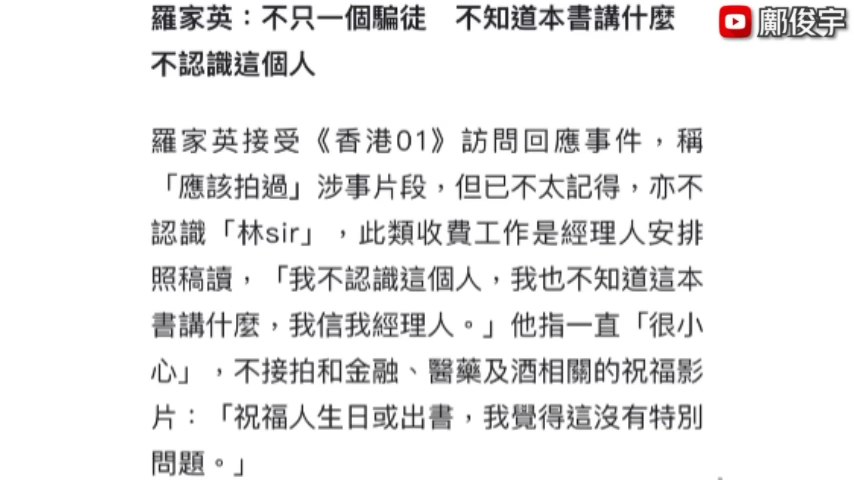 羅家英：不只一個騙徒　不知道本書講什麼
不認識這個人
鄺俊宇
羅家英接受《香港01》訪問回應事件，稱
「應該拍過」涉事片段，但已不太記得，亦不
認識「林sir」，此類收費工作是經理人安排
照稿讀，「我不認識這個人，我也不知道這本
書講什麼，我信我經理人。」他指一直「很小
心」，不接拍和金融、醫藥及酒相關的祝福影
片：「祝福人生日或出書，我覺得這沒有特別
問題。」